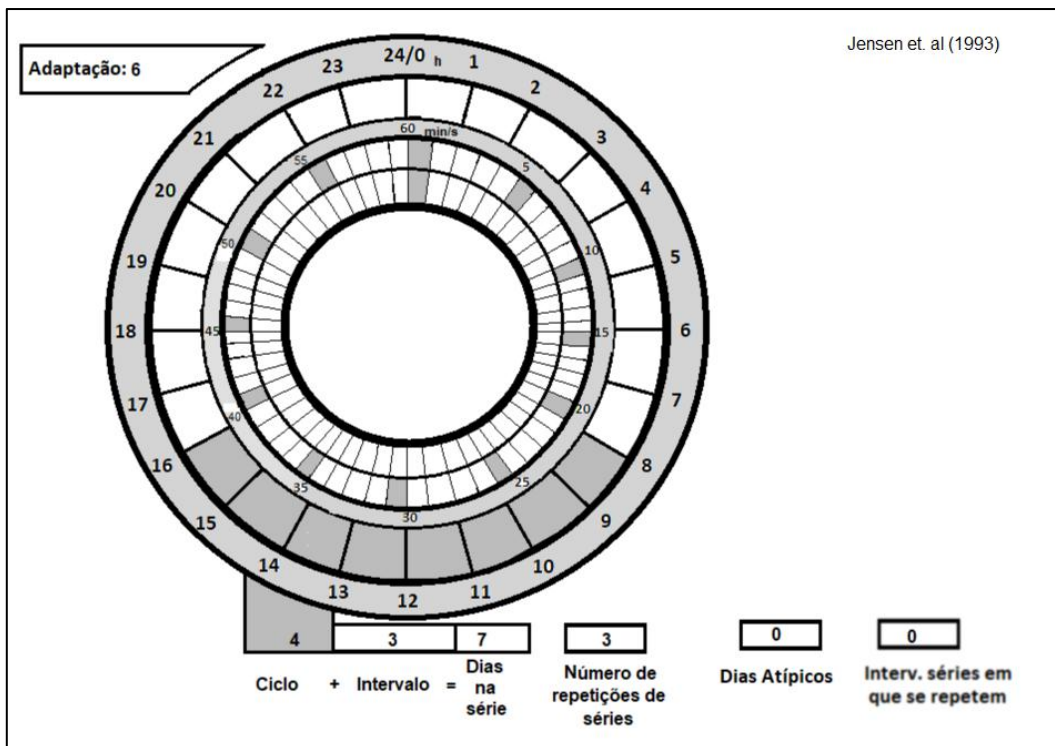 Jensen et. al (1993)
Adaptação: 6
24/0 h
1
2
3
4
5
6
7
8
9
10
11
12
13
14
15
16
17
18
19
20
21
22
23
60 min/s
5
10
15
20
25
30
35
40
45
50
55
4 3 7 3 0 0
Ciclo + Intervalo = Dias
na
série
Número de
repetições de
séries
Dias Atípicos
Interv. séries em
que se repetem